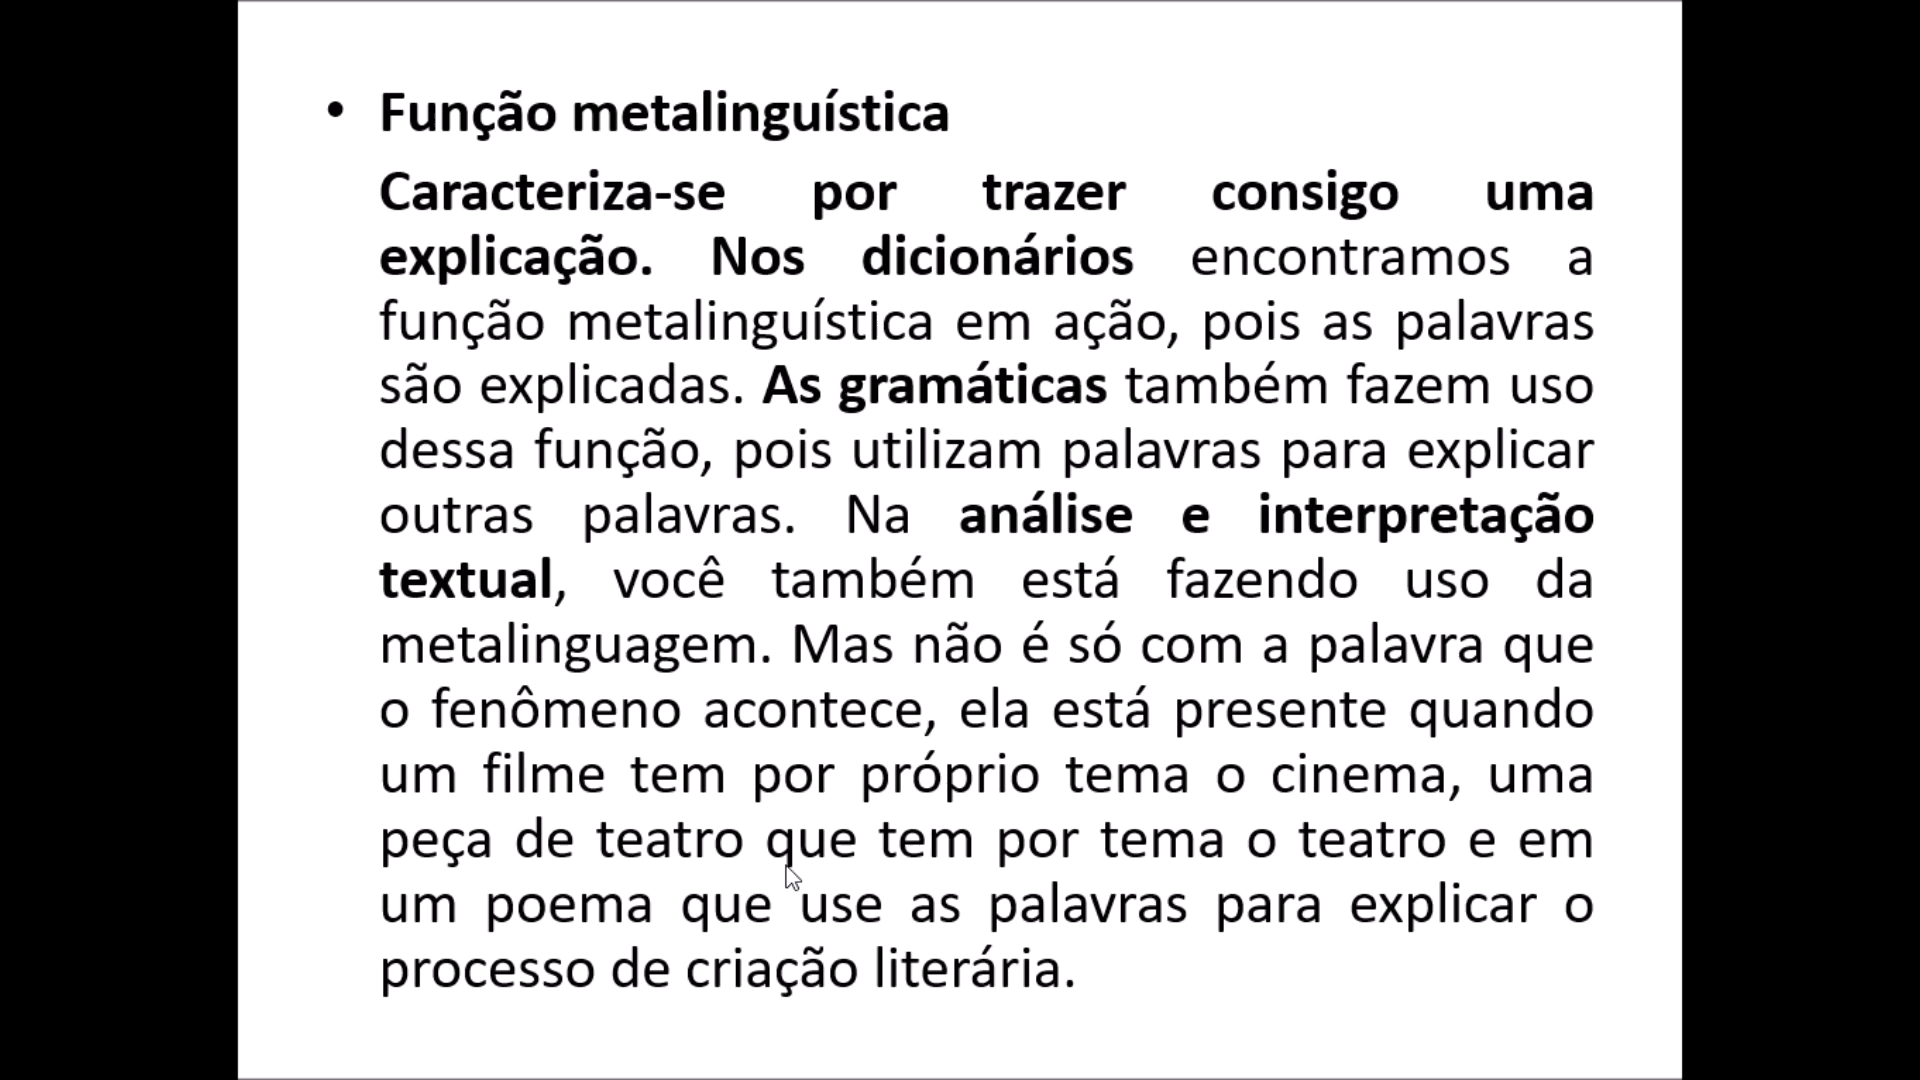 • Função metalinguística
Caracteriza-se por trazer consigo uma
explicação. Nos dicionários encontramos a
função metalinguística em ação, pois as palavras
são explicadas. As gramáticas também fazem uso
dessa função, pois utilizam palavras para explicar
outras palavras. Na análise e interpretação
textual, você também está fazendo uso da
metalinguagem. Mas não é só com a palavra que
o fenômeno acontece, ela está presente quando
um filme tem por próprio tema o cinema, uma
peça de teatro que tem por tema o teatro e em
um poema que use as palavras para explicar o
processo de criação literária.